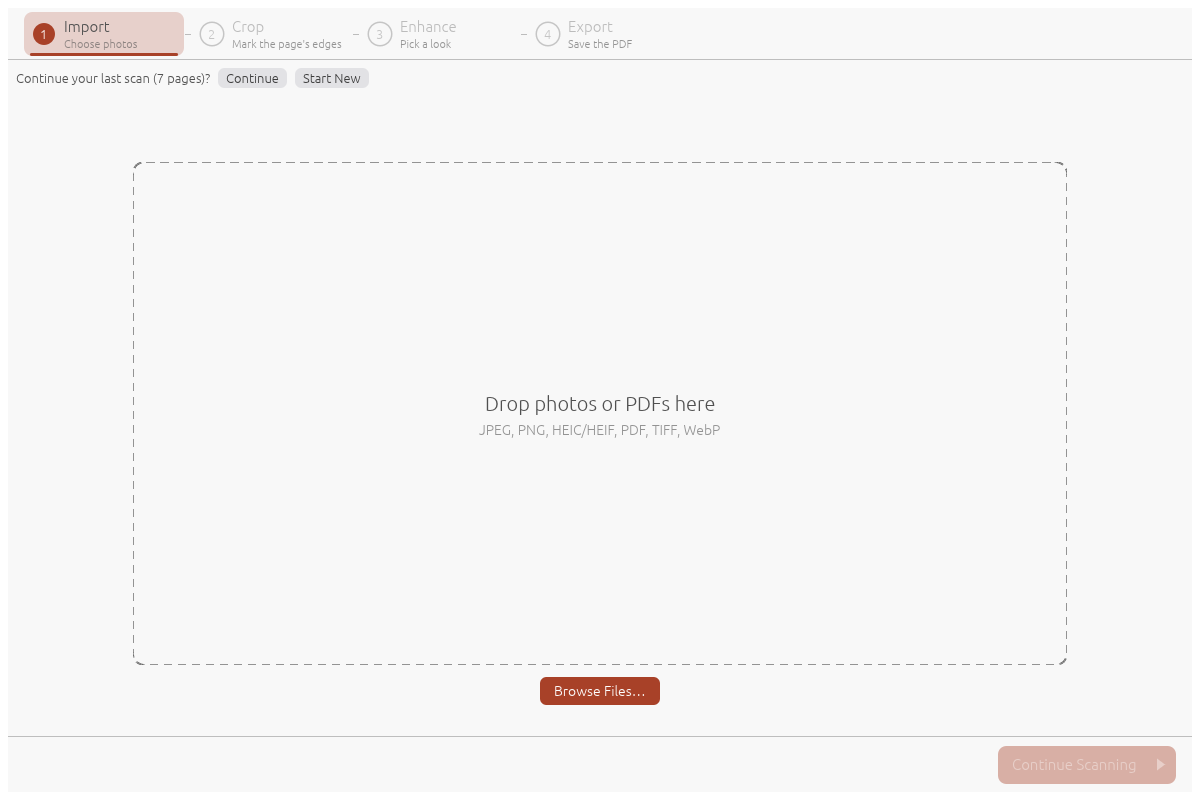 1 Import
Choose photos
2 Crop
Mark the page's edges
3 Enhance
Pick a look
4 Export
Save the PDF
Continue your last scan (7 pages)? Continue Start New
Drop photos or PDFs here
JPEG, PNG, HEIC/HEIF, PDF, TIFF, WebP
Browse Files...
Continue Scanning